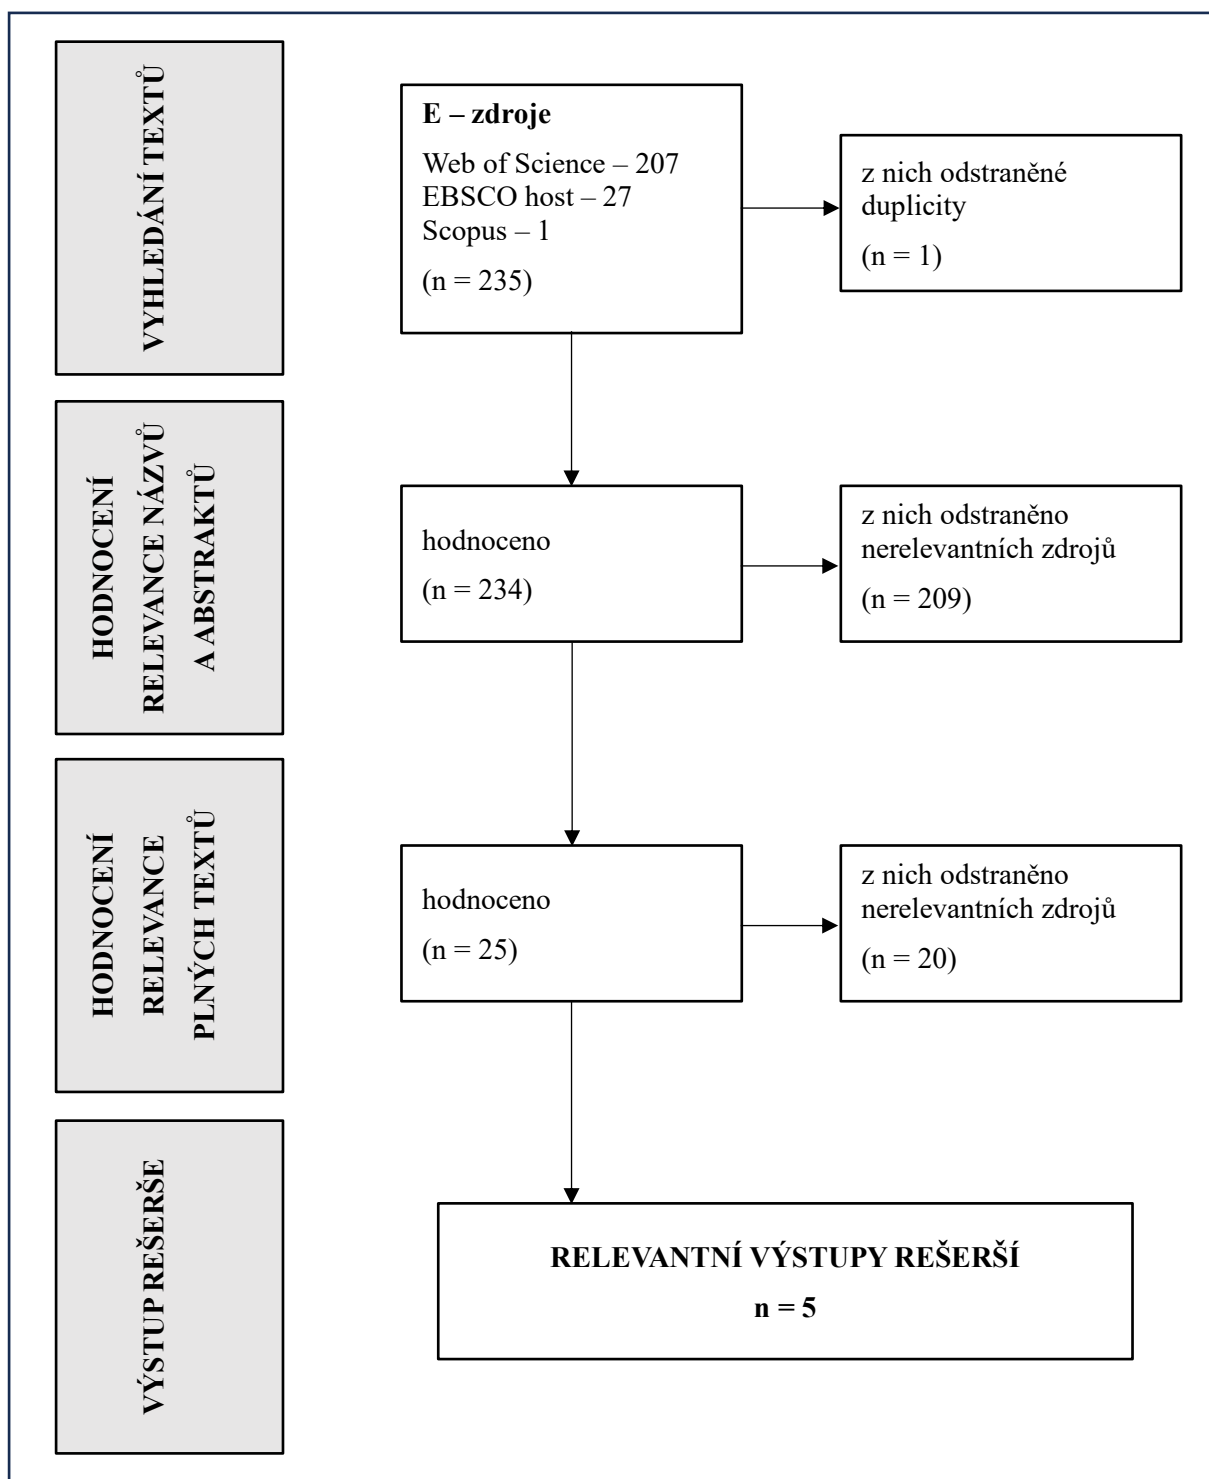 VYHLEDÁNÍ TEXTŮ
E – zdroje
Web of Science – 207
EBSCO host – 27
Scopus – 1
(n = 235)
z nich odstraněné
duplicity
(n = 1)
HODNOCENÍ
RELEVANCE NÁZVŮ
A ABSTRAKTŮ
hodnoceno
(n = 234)
z nich odstraněno
nerelevantních zdrojů
(n = 209)
HODNOCENÍ
RELEVANCE
PLNÝCH TEXTŮ
hodnoceno
(n = 25)
z nich odstraněno
nerelevantních zdrojů
(n = 20)
VÝSTUP REŠERŠE
RELEVANTNÍ VÝSTUPY REŠERŠÍ
n = 5